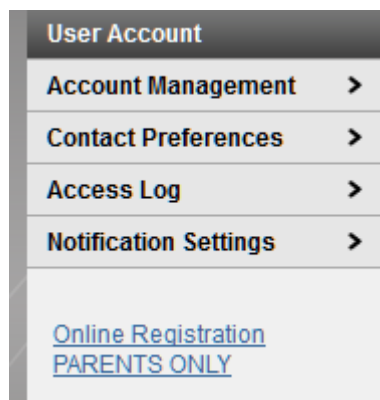 User Account
Account Management
Contact Preferences
Access Log
Notification Settings
Online Registration
PARENTS ONLY